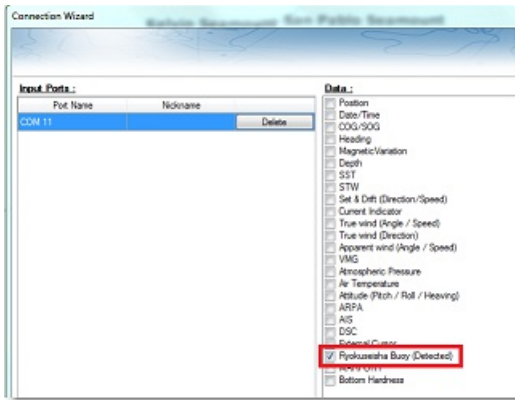 Connection Wizard
Kelvin Seamount San Pablo Seamount
Input Ports :
Port Name Nickname
COM 11 Delete
Data :
Position
Date/Time
COG/SOG
Heading
MagneticVariation
Depth
SST
STW
Set & Drift (Direction/Speed)
Current Indicator
True wind (Angle / Speed)
True wind (Direction)
Apparent wind (Angle / Speed)
VMG
Atmospheric Pressure
Air Temperature
Attitude (Pitch / Roll / Heaving)
ARPA
AIS
DSC
External Cursor
Ryokuseisha Buoy (Detected)
Bottom Hardness